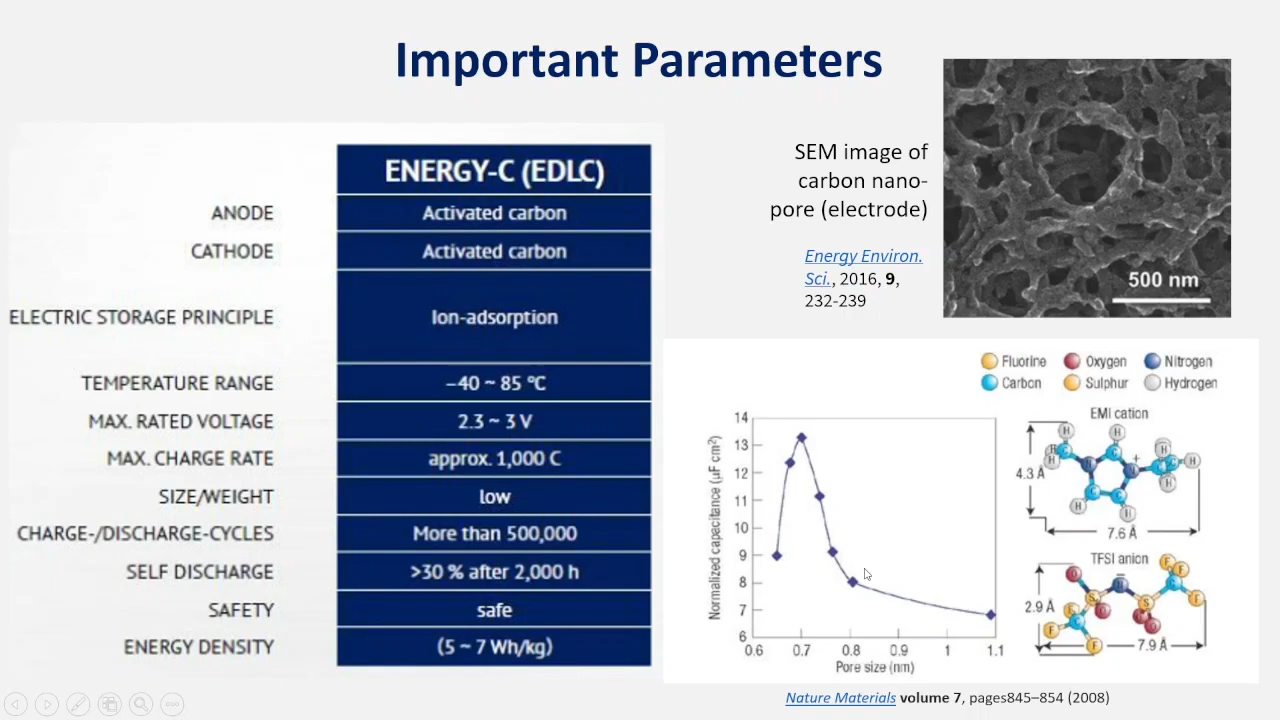 Important Parameters
ENERGY-C (EDLC)
ANODE Activated carbon
CATHODE Activated carbon
ELECTRIC STORAGE PRINCIPLE Ion-adsorption
TEMPERATURE RANGE −40 ~ 85 °C
MAX. RATED VOLTAGE 2.3 ~ 3 V
MAX. CHARGE RATE approx. 1,000 C
SIZE/WEIGHT low
CHARGE-/DISCHARGE-CYCLES More than 500,000
SELF DISCHARGE >30 % after 2,000 h
SAFETY safe
ENERGY DENSITY (5 ~ 7 Wh/kg)
SEM image of
carbon nano-
pore (electrode)
Energy Environ.
Sci., 2016, 9,
232-239
500 nm
Fluorine Oxygen Nitrogen
Carbon Sulphur Hydrogen
Normalized capacitance (μF cm²)
14
13
12
11
10
9
8
7
6
0.6 0.7 0.8 0.9 1 1.1
Pore size (nm)
EMI cation
4.3 Å
7.6 Å
H H H H H H H H H
C C C C
N N
+
TFSI anion
2.9 Å
7.9 Å
O O O
S S
N
C C
F F F F F F
−
Nature Materials volume 7, pages845–854 (2008)